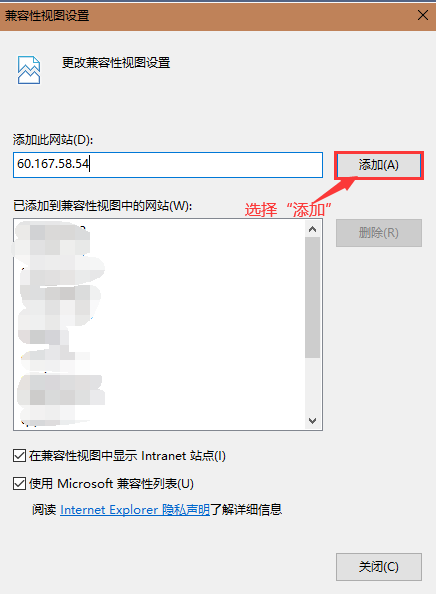 兼容性视图设置
更改兼容性视图设置
添加此网站(D):
60.167.58.54
添加(A)
选择“添加”
已添加到兼容性视图中的网站(W):
删除(R)
在兼容性视图中显示 Intranet 站点(I)
使用 Microsoft 兼容性列表(U)
阅读 Internet Explorer 隐私声明了解详细信息
关闭(C)